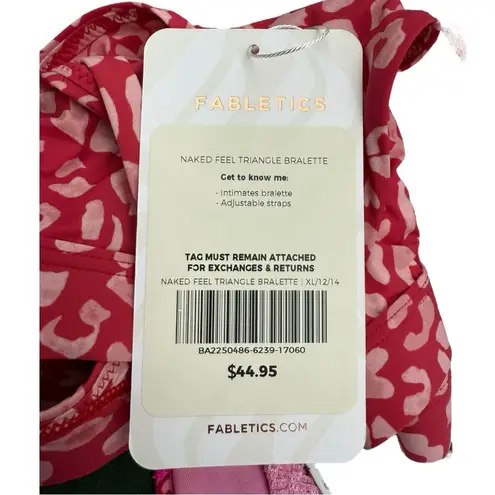 FABLETICS
NAKED FEEL TRIANGLE BRALETTE
Get to know me:
- Intimates bralette
- Adjustable straps
TAG MUST REMAIN ATTACHED
FOR EXCHANGES & RETURNS
NAKED FEEL TRIANGLE BRALETTE | XL/12/14
BA2250486-6239-17060
$44.95
FABLETICS.COM